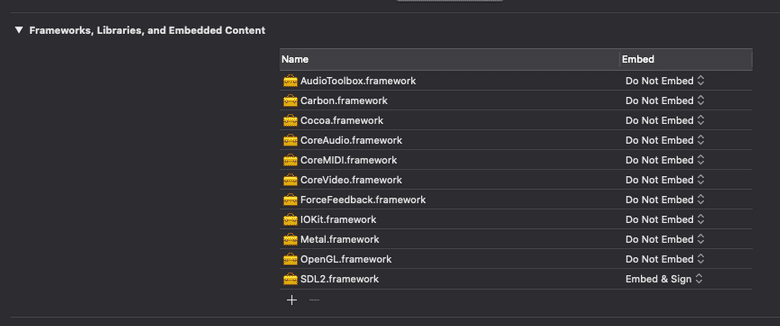 Frameworks, Libraries, and Embedded Content
Name Embed
AudioToolbox.framework Do Not Embed
Carbon.framework Do Not Embed
Cocoa.framework Do Not Embed
CoreAudio.framework Do Not Embed
CoreMIDI.framework Do Not Embed
CoreVideo.framework Do Not Embed
ForceFeedback.framework Do Not Embed
IOKit.framework Do Not Embed
Metal.framework Do Not Embed
OpenGL.framework Do Not Embed
SDL2.framework Embed & Sign